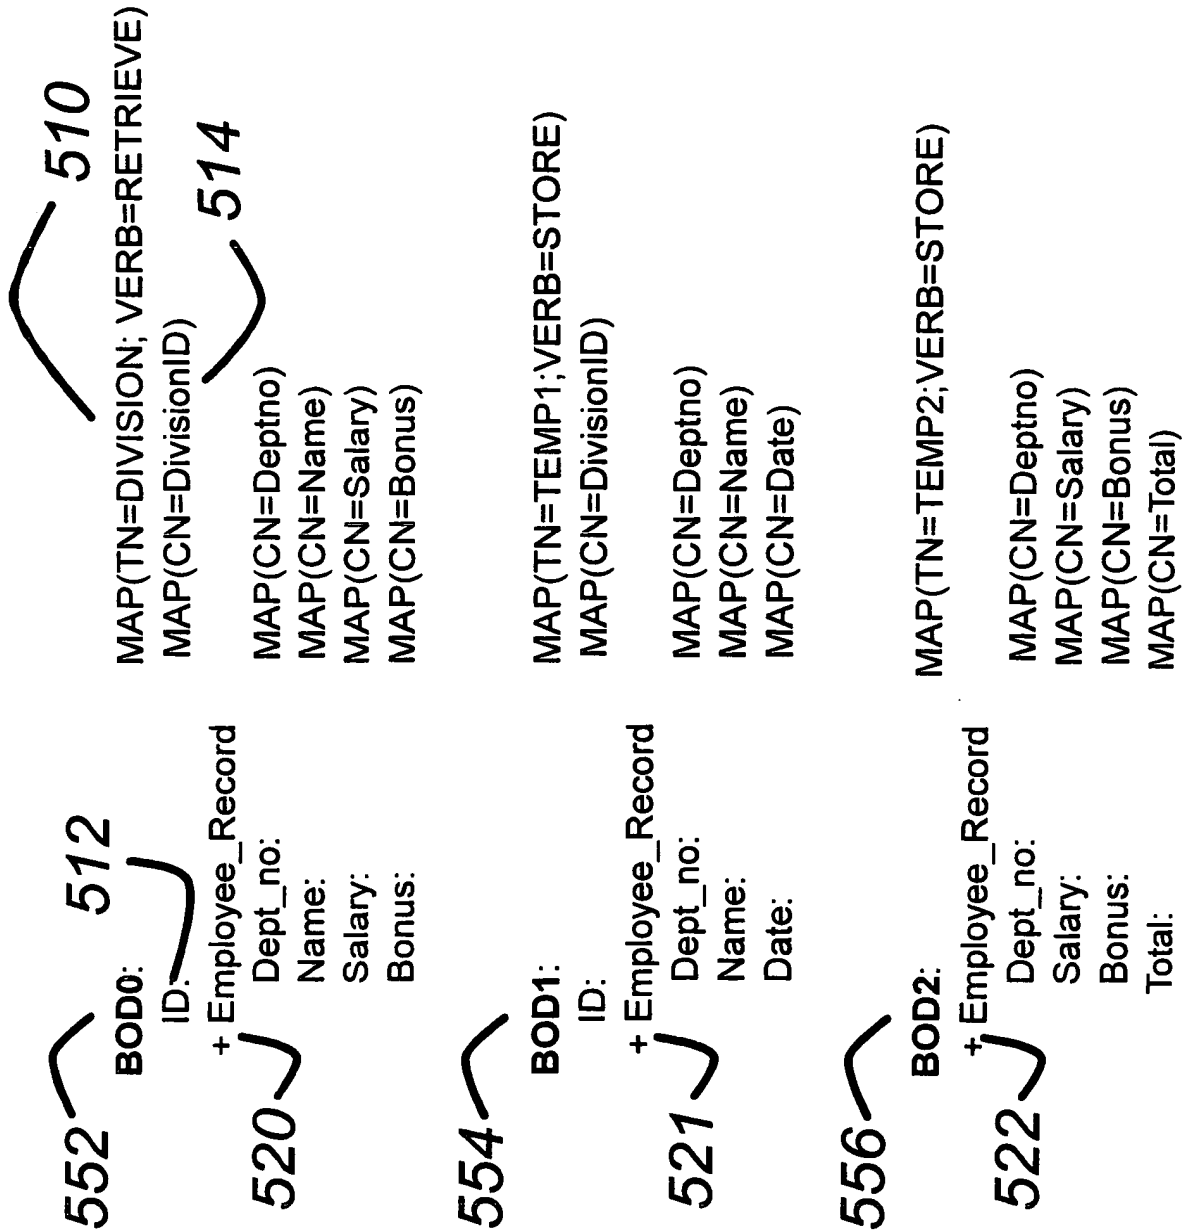 552
512
510
BOD0: MAP(TN=DIVISION; VERB=RETRIEVE)
ID: MAP(CN=DivisionID)
514
520
+ Employee_Record
Dept_no: MAP(CN=Deptno)
Name: MAP(CN=Name)
Salary: MAP(CN=Salary)
Bonus: MAP(CN=Bonus)
554
BOD1: MAP(TN=TEMP1;VERB=STORE)
ID: MAP(CN=DivisionID)
+ Employee_Record
521
Dept_no: MAP(CN=Deptno)
Name: MAP(CN=Name)
Date: MAP(CN=Date)
556
BOD2: MAP(TN=TEMP2;VERB=STORE)
+ Employee_Record
522
Dept_no: MAP(CN=Deptno)
Salary: MAP(CN=Salary)
Bonus: MAP(CN=Bonus)
Total: MAP(CN=Total)